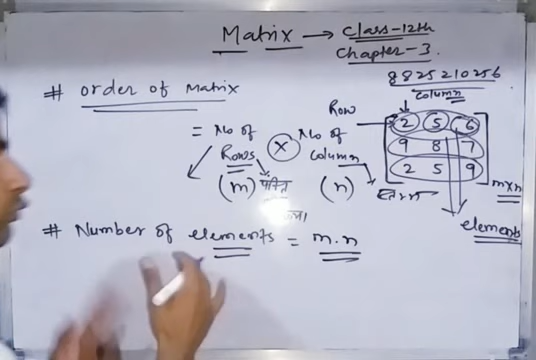 Matrix → Class-12th
Chapter-3.
8825210256
# Order of Matrix
column
Row
2 5 6
= No of Rows × No of column
9 8 7
2 5 9
(m) पंक्ति (n)
m×n
elements
# Number of elements = m.n